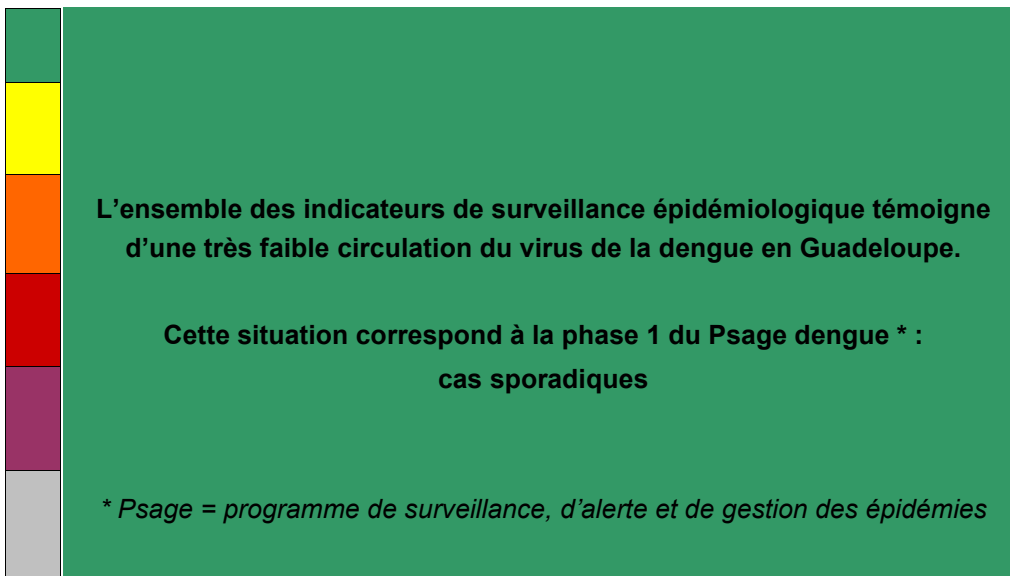 L’ensemble des indicateurs de surveillance épidémiologique témoigne
d’une très faible circulation du virus de la dengue en Guadeloupe.
Cette situation correspond à la phase 1 du Psage dengue * :
cas sporadiques
* Psage = programme de surveillance, d’alerte et de gestion des épidémies